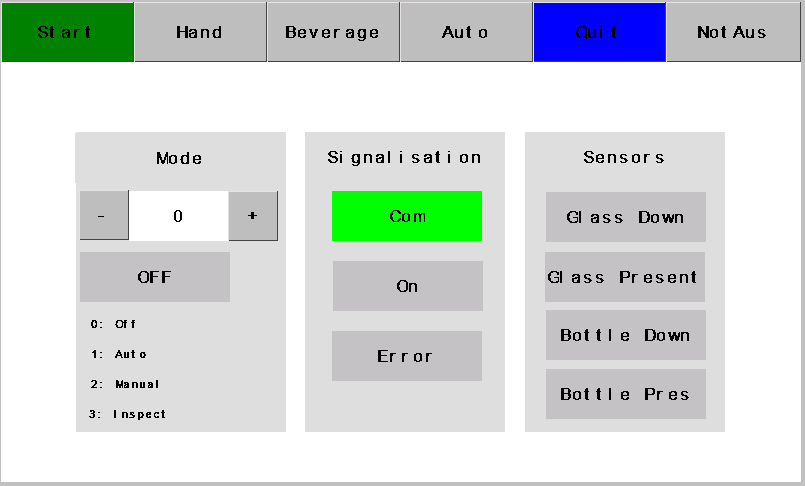 Start Hand Beverage Auto Quit Not Aus
Mode
- 0 +
OFF
0: Off
1: Auto
2: Manual
3: Inspect
Signalisation
Com
On
Error
Sensors
Glass Down
Glass Present
Bottle Down
Bottle Pres